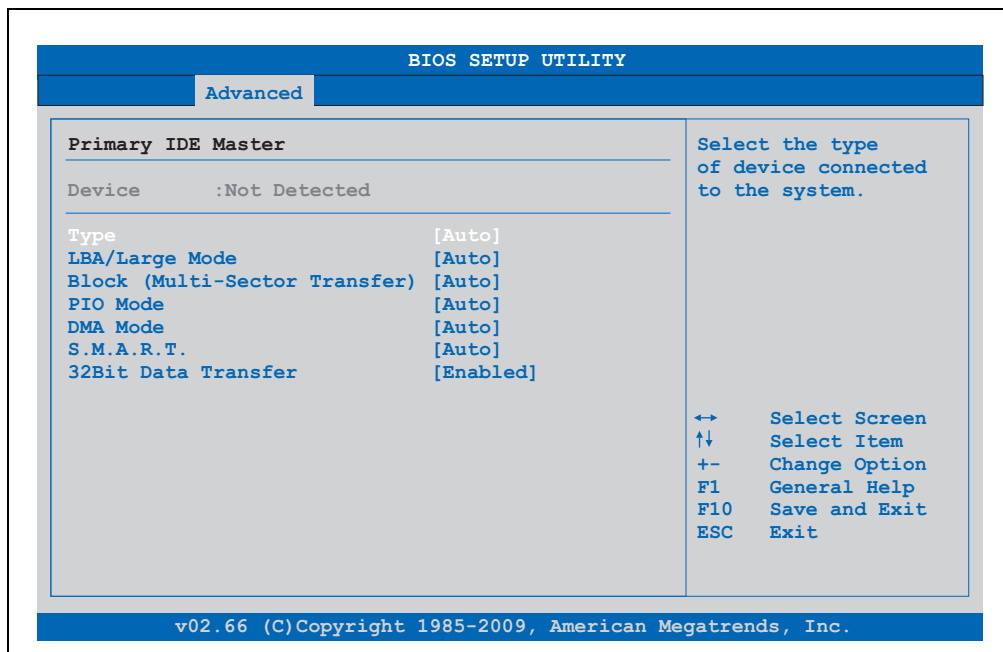 BIOS SETUP UTILITY
Advanced
Primary IDE Master
Device :Not Detected
Type [Auto]
LBA/Large Mode [Auto]
Block (Multi-Sector Transfer) [Auto]
PIO Mode [Auto]
DMA Mode [Auto]
S.M.A.R.T. [Auto]
32Bit Data Transfer [Enabled]
Select the type
of device connected
to the system.
↔ Select Screen
↑↓ Select Item
+- Change Option
F1 General Help
F10 Save and Exit
ESC Exit
v02.66 (C)Copyright 1985-2009, American Megatrends, Inc.